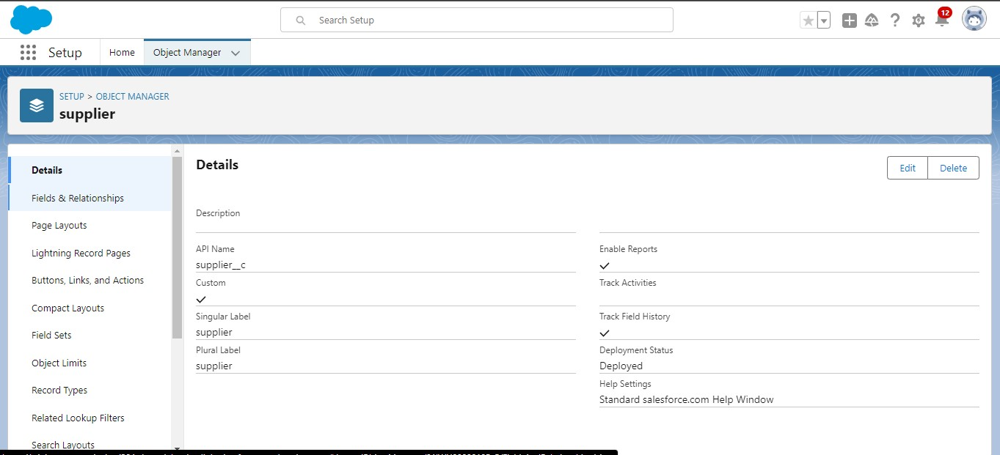 Search Setup
12
Setup
Home
Object Manager
SETUP > OBJECT MANAGER
supplier
Details
Fields & Relationships
Page Layouts
Lightning Record Pages
Buttons, Links, and Actions
Compact Layouts
Field Sets
Object Limits
Record Types
Related Lookup Filters
Search Layouts
Details
Edit
Delete
Description
API Name
supplier__c
Custom
Singular Label
supplier
Plural Label
supplier
Enable Reports
Track Activities
Track Field History
Deployment Status
Deployed
Help Settings
Standard salesforce.com Help Window